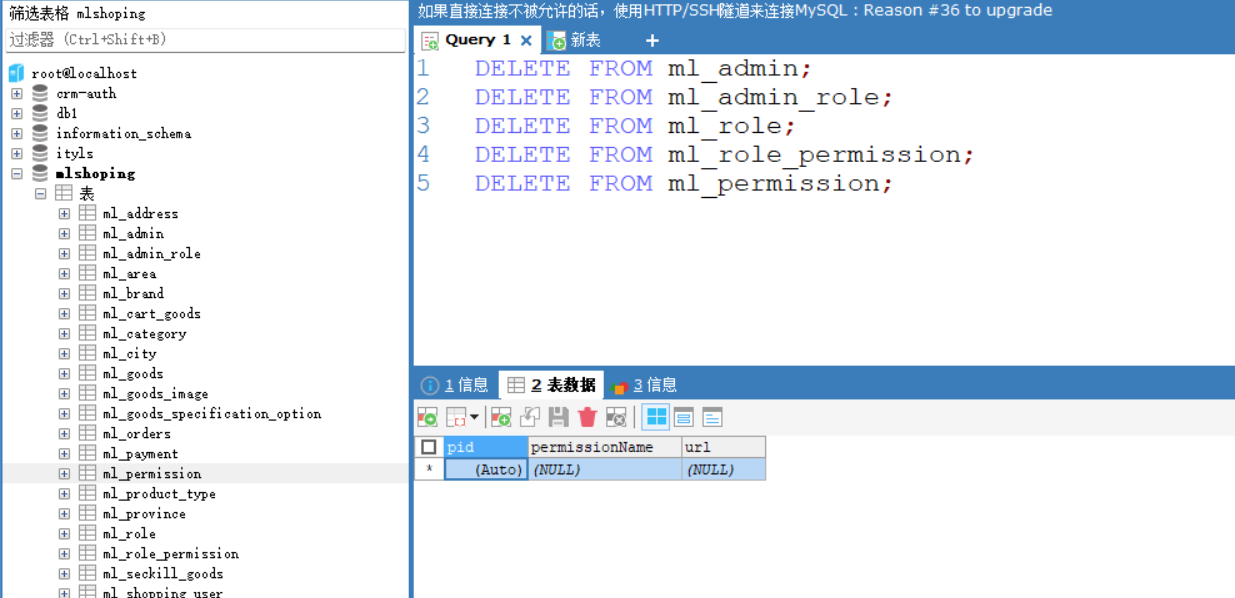 筛选表格 mlshoping
过滤器 (Ctrl+Shift+B)
root@localhost
crm-auth
db1
information_schema
ityls
mlshoping
表
ml_address
ml_admin
ml_admin_role
ml_area
ml_brand
ml_cart_goods
ml_category
ml_city
ml_goods
ml_goods_image
ml_goods_specification_option
ml_orders
ml_payment
ml_permission
ml_product_type
ml_province
ml_role
ml_role_permission
ml_seckill_goods
ml_shopping_user
如果直接连接不被允许的话，使用HTTP/SSH隧道来连接MySQL：Reason #36 to upgrade
Query 1 × 新表 +
1 DELETE FROM ml_admin;
2 DELETE FROM ml_admin_role;
3 DELETE FROM ml_role;
4 DELETE FROM ml_role_permission;
5 DELETE FROM ml_permission;
1 信息 2 表数据 3 信息
pid permissionName url
* (Auto) (NULL) (NULL)